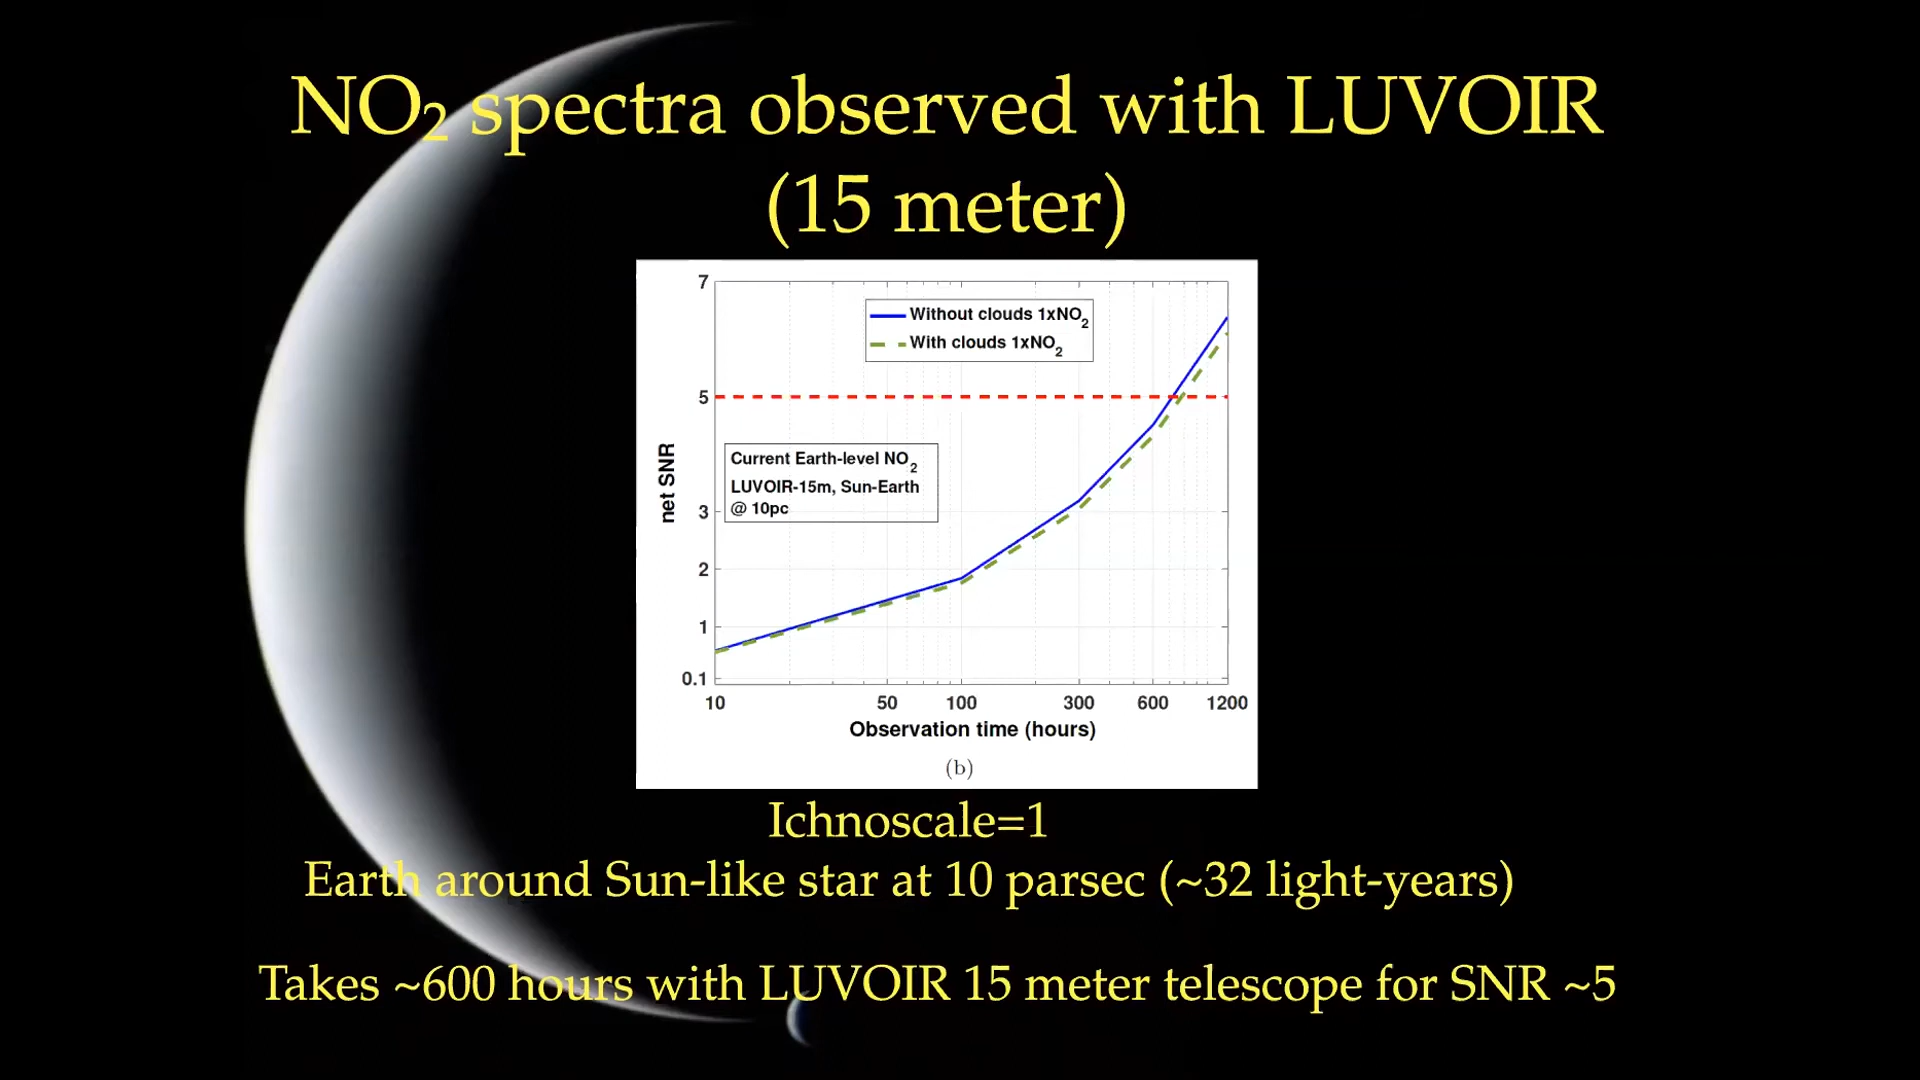 NO₂ spectra observed with LUVOIR
(15 meter)
7
5
3
2
1
0.1
net SNR
Without clouds 1xNO₂
With clouds 1xNO₂
Current Earth-level NO₂
LUVOIR-15m, Sun-Earth
@ 10pc
10 50 100 300 600 1200
Observation time (hours)
(b)
Ichnoscale=1
Earth around Sun-like star at 10 parsec (~32 light-years)
Takes ~600 hours with LUVOIR 15 meter telescope for SNR ~5